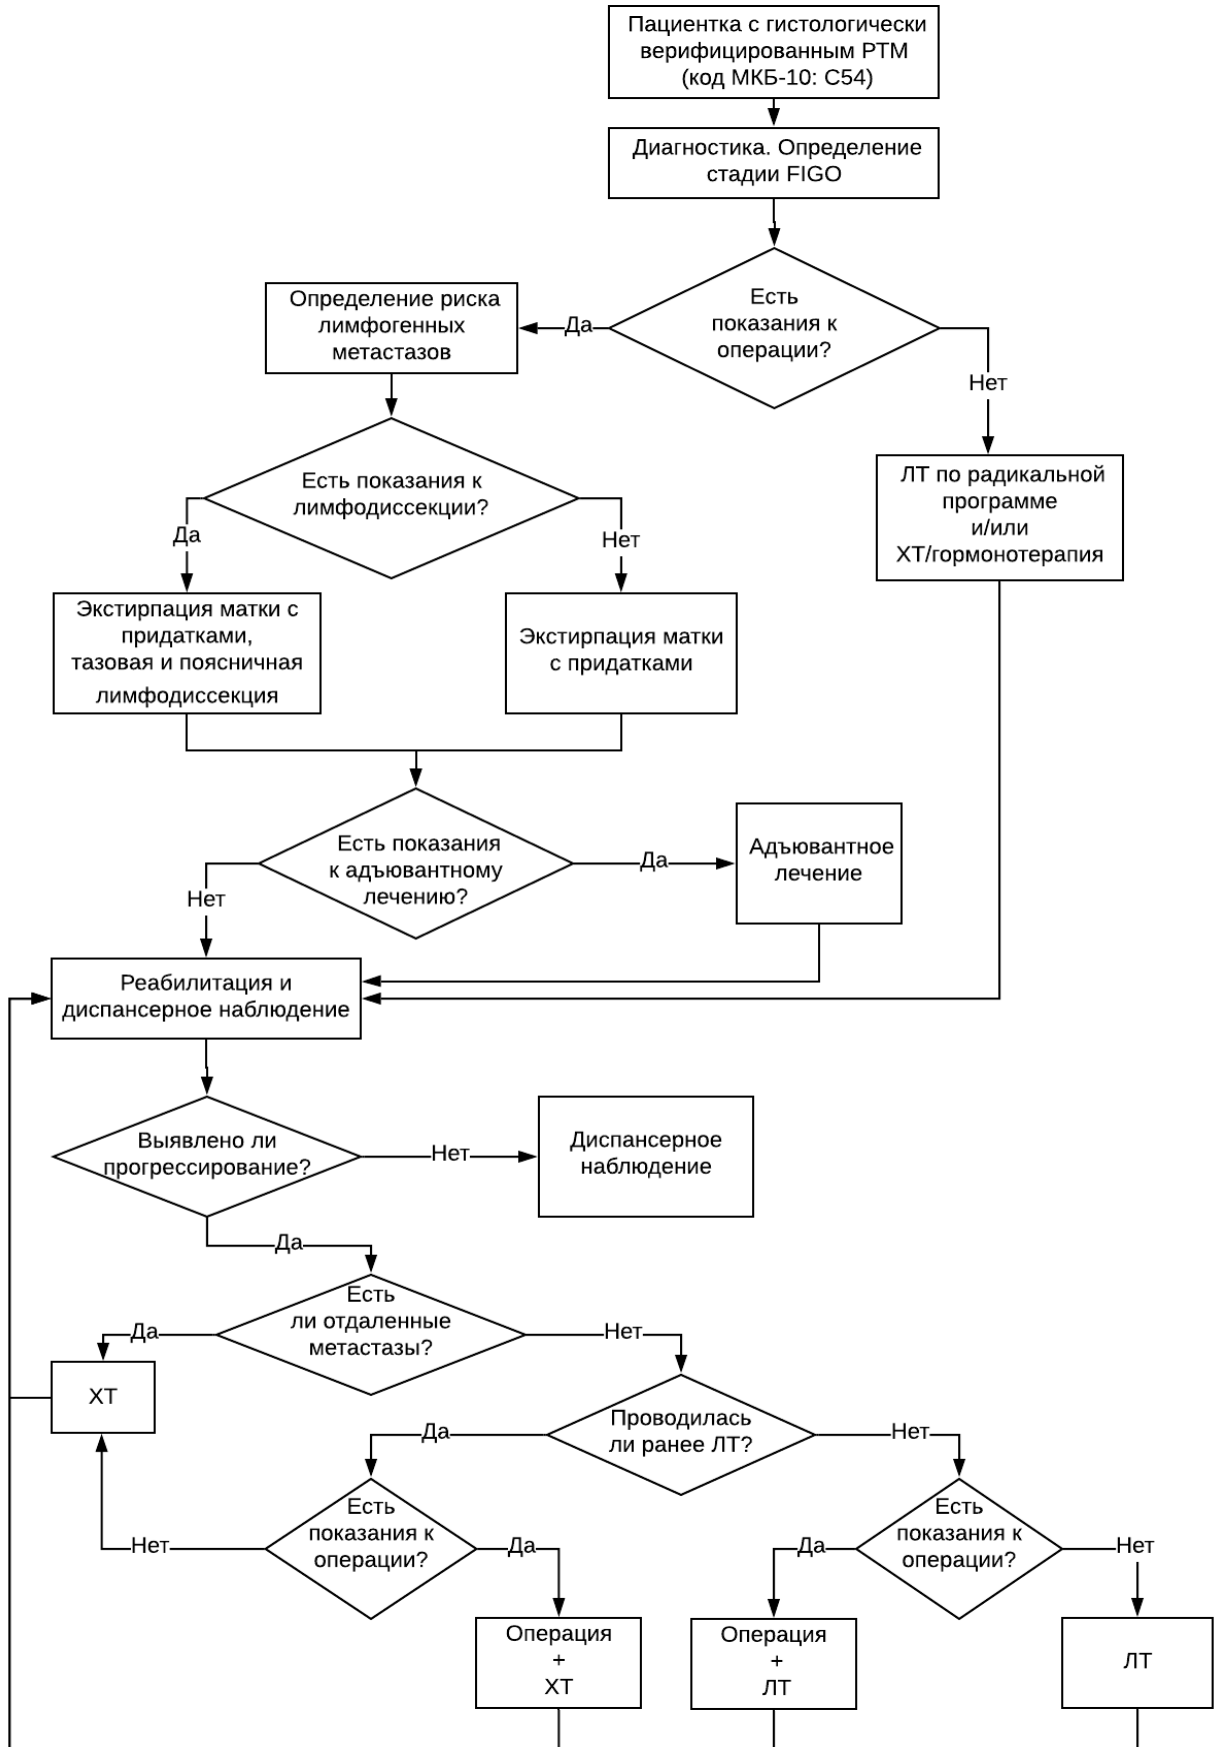 Пациентка с гистологически
верифицированным РТМ
(код МКБ-10: C54)
Диагностика. Определение
стадии FIGO
Есть
показания к
операции?
Да
Нет
Определение риска
лимфогенных
метастазов
Есть показания к
лимфодиссекции?
Да
Нет
ЛТ по радикальной
программе
и/или
ХТ/гормонотерапия
Экстирпация матки с
придатками,
тазовая и поясничная
лимфодиссекция
Экстирпация матки
с придатками
Есть показания
к адъювантному
лечению?
Да
Нет
Адъювантное
лечение
Реабилитация и
диспансерное наблюдение
Выявлено ли
прогрессирование?
Нет
Диспансерное
наблюдение
Да
Есть
ли отдаленные
метастазы?
Да
Нет
ХТ
Проводилась
ли ранее ЛТ?
Да
Нет
Есть
показания к
операции?
Нет
Да
Есть
показания к
операции?
Да
Нет
Операция
+
ХТ
Операция
+
ЛТ
ЛТ